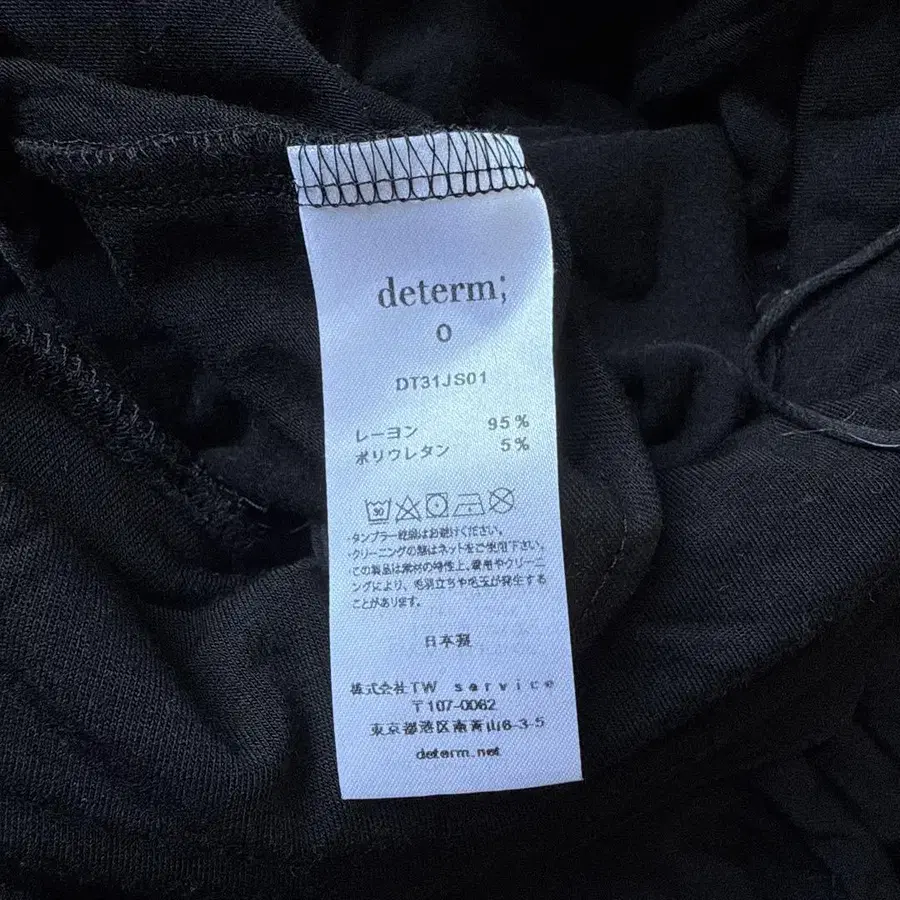 determ;
0
DT31JS01
レーヨン 95%
ポリウレタン 5%
30
・タンブラー乾燥はお避けください。
・クリーニングの際はネットをご使用下さい。
・この製品は素材の特性上、着用やクリーニ
ングにより、毛羽立ちや毛玉が発生する
ことがあります。
日本製
株式会社TW service
〒107-0062
東京都港区南青山6-3-5
determ.net